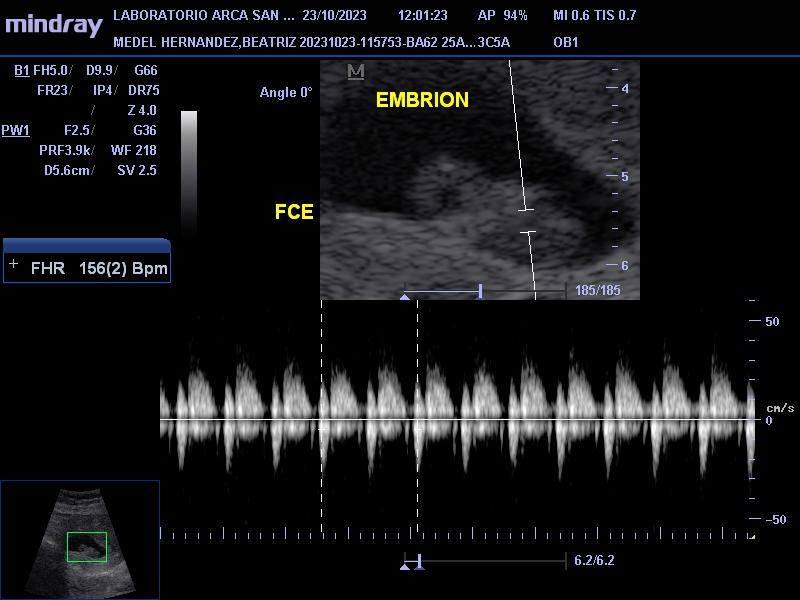 mindray
LABORATORIO ARCA SAN ... 23/10/2023 12:01:23 AP 94% MI 0.6 TIS 0.7
MEDEL HERNANDEZ,BEATRIZ 20231023-115753-BA62 25A...3C5A OB1
B1 FH5.0/ D9.9/ G66
FR23/ IP4/ DR75
/ Z 4.0
PW1 F2.5/ G36
PRF3.9k/ WF 218
D5.6cm/ SV 2.5
Angle 0°
M
EMBRION
4
5
FCE
6
+ FHR 156(2) Bpm
185/185
50
cm/s
0
-50
6.2/6.2